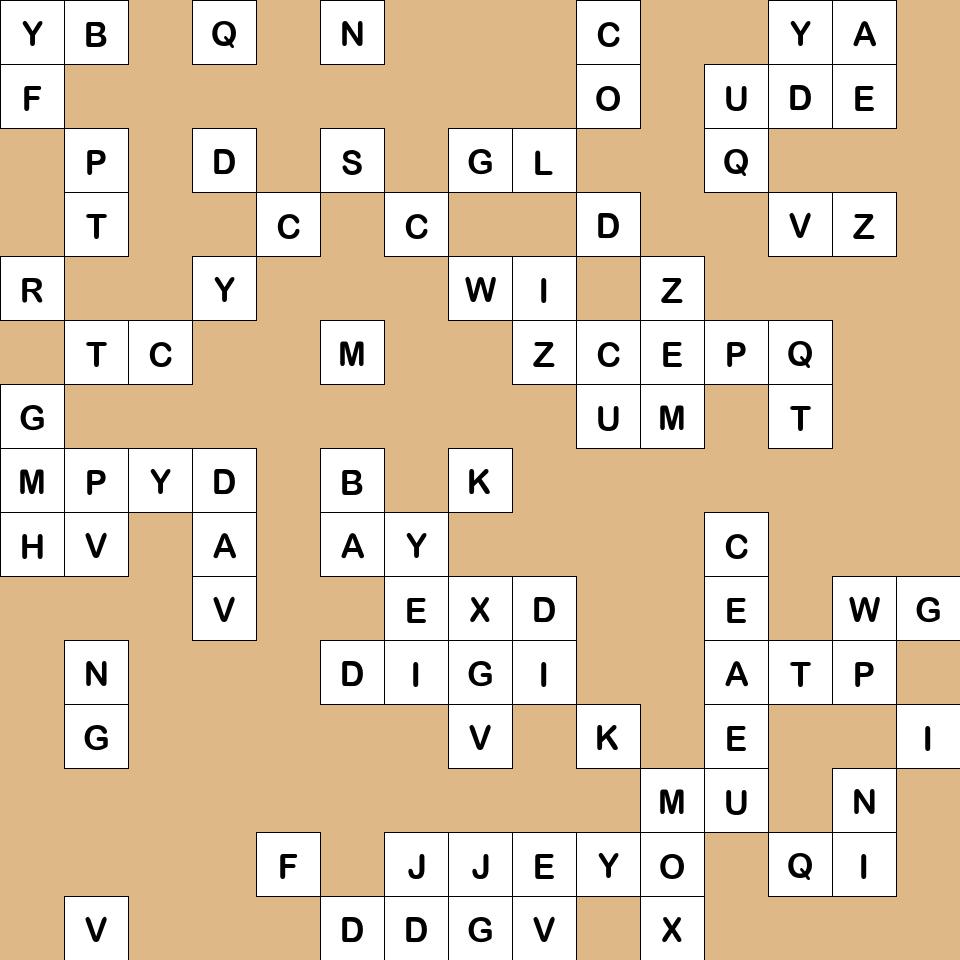 Y B Q N C Y A
F O U D E
P D S G L Q
T C C D V Z
R Y W I Z
T C M Z C E P Q
G U M T
M P Y D B K
H V A A Y C
V E X D E W G
N D I G I A T P
G V K E I
M U N
F J J E Y O Q I
V D D G V X